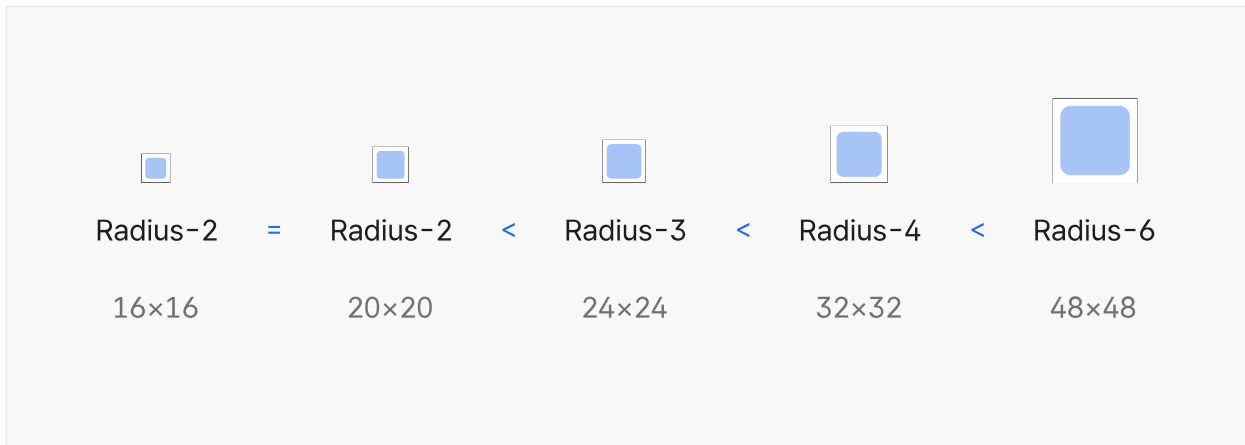 Radius-2 = Radius-2 < Radius-3 < Radius-4 < Radius-6
16×16 20×20 24×24 32×32 48×48